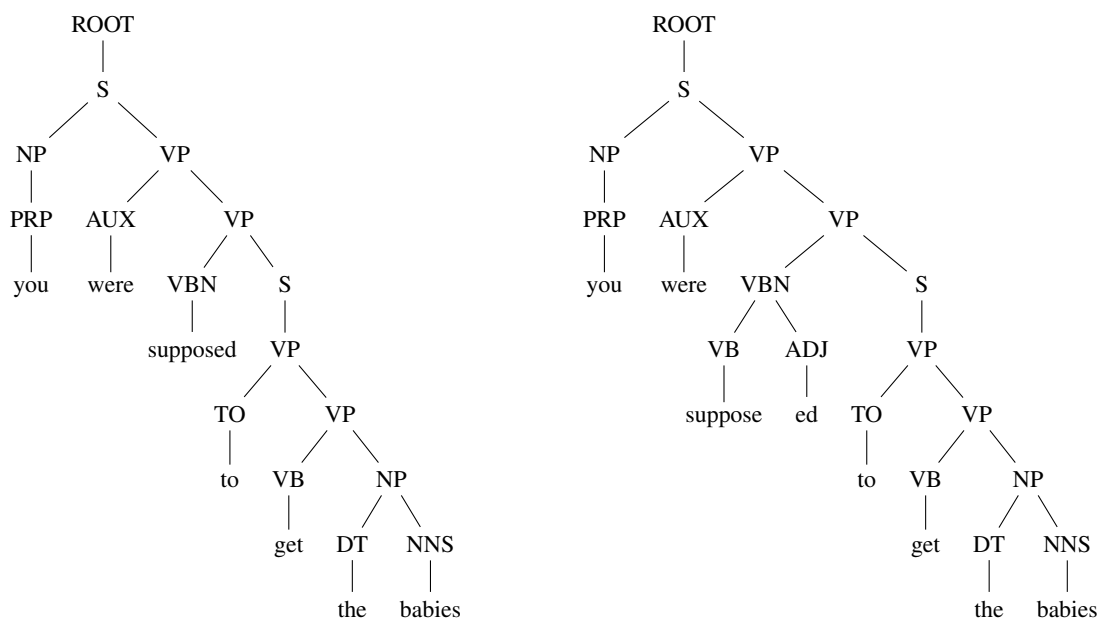 ROOT ROOT
S S
NP VP NP VP
PRP AUX VP PRP AUX VP
you were VBN S you were VBN S
supposed VP VB ADJ VP
TO VP suppose ed TO VP
to VB NP to VB NP
get DT NNS get DT NNS
the babies the babies